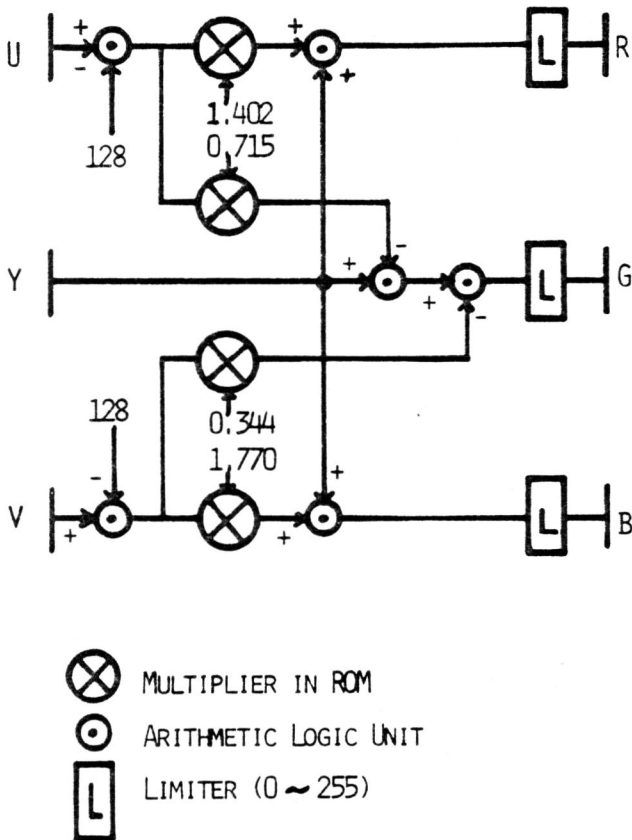 U + - + R
+ L
128
1.402
0.715
-
Y + + G
- L
128
0.344
1.770
- +
V + + B
L
MULTIPLIER IN ROM
ARITHMETIC LOGIC UNIT
L LIMITER (0 ~ 255)